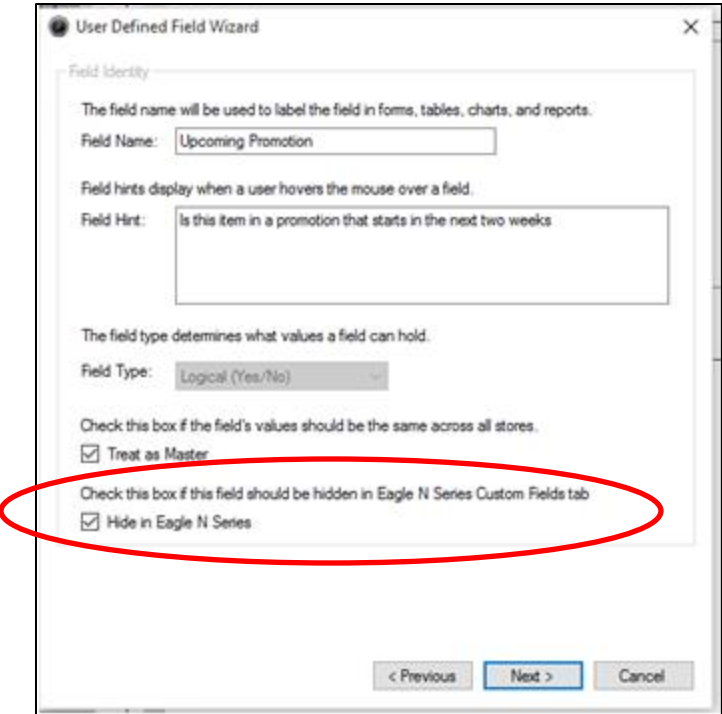 User Defined Field Wizard
Field Identity
The field name will be used to label the field in forms, tables, charts, and reports.
Field Name: Upcoming Promotion
Field hints display when a user hovers the mouse over a field.
Field Hint: Is this item in a promotion that starts in the next two weeks
The field type determines what values a field can hold.
Field Type: Logical (Yes/No)
Check this box if the field's values should be the same across all stores.
Treat as Master
Check this box if this field should be hidden in Eagle N Series Custom Fields tab
Hide in Eagle N Series
< Previous Next > Cancel